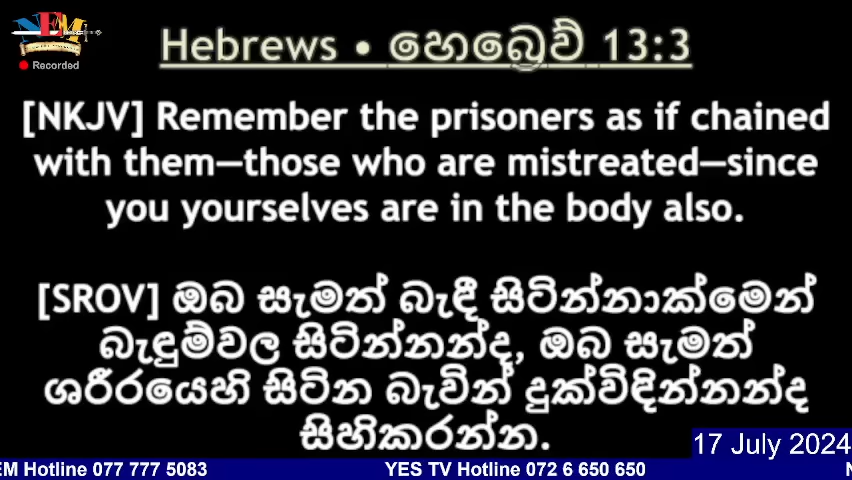 NEM
Recorded
Hebrews • හෙබ්‍රෙව් 13:3
[NKJV] Remember the prisoners as if chained
with them—those who are mistreated—since
you yourselves are in the body also.
[SROV] ඔබ සැමත් බැඳී සිටින්නාක්මෙන්
බැඳුම්වල සිටින්නන්ද, ඔබ සැමත්
ශරීරයෙහි සිටින බැවින් දුක්විඳින්නන්ද
සිහිකරන්න.
17 July 2024
EM Hotline 077 777 5083 YES TV Hotline 072 6 650 650 N